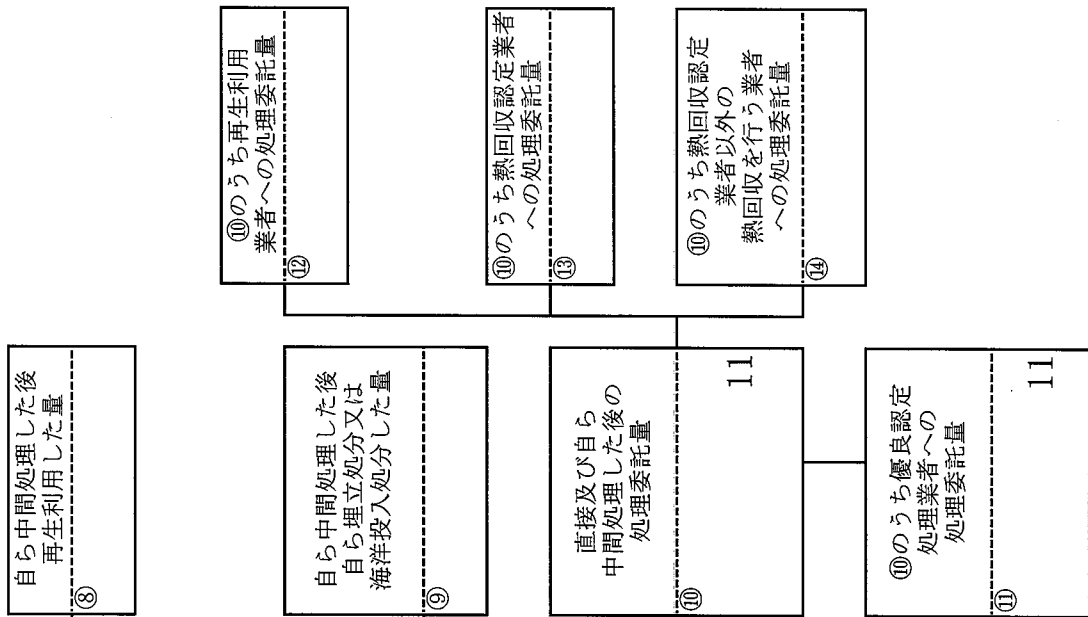 自ら中間処理した後
再生利用した量
⑧
自ら中間処理した後
自ら埋立処分又は
海洋投入処分した量
⑨
直接及び自ら
中間処理した後の
処理委託量
⑩
11
⑩のうち優良認定
処理業者への
処理委託量
⑪
11
⑩のうち再生利用
業者への処理委託量
⑫
⑩のうち熱回収認定業者
への処理委託量
⑬
⑩のうち熱回収認定
業者以外の
熱回収を行う業者
への処理委託量
⑭